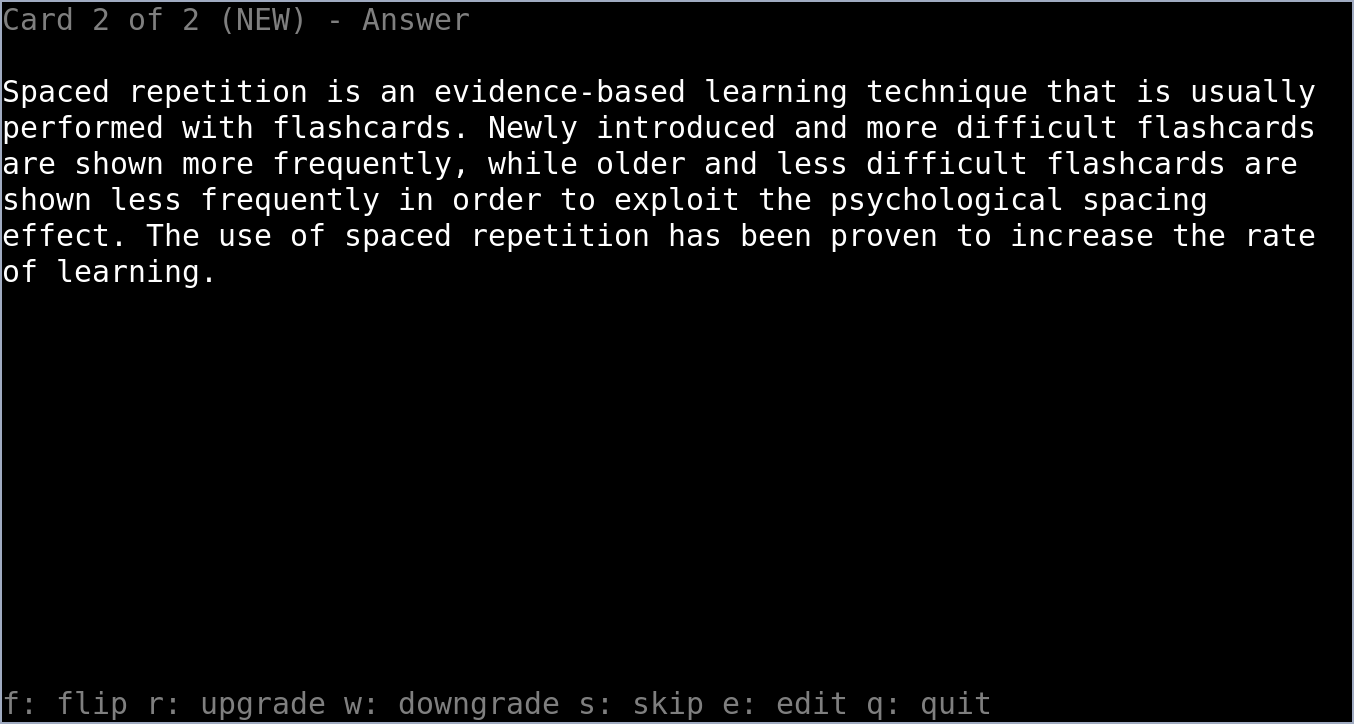 Card 2 of 2 (NEW) - Answer
Spaced repetition is an evidence-based learning technique that is usually
performed with flashcards. Newly introduced and more difficult flashcards
are shown more frequently, while older and less difficult flashcards are
shown less frequently in order to exploit the psychological spacing
effect. The use of spaced repetition has been proven to increase the rate
of learning.
f: flip r: upgrade w: downgrade s: skip e: edit q: quit